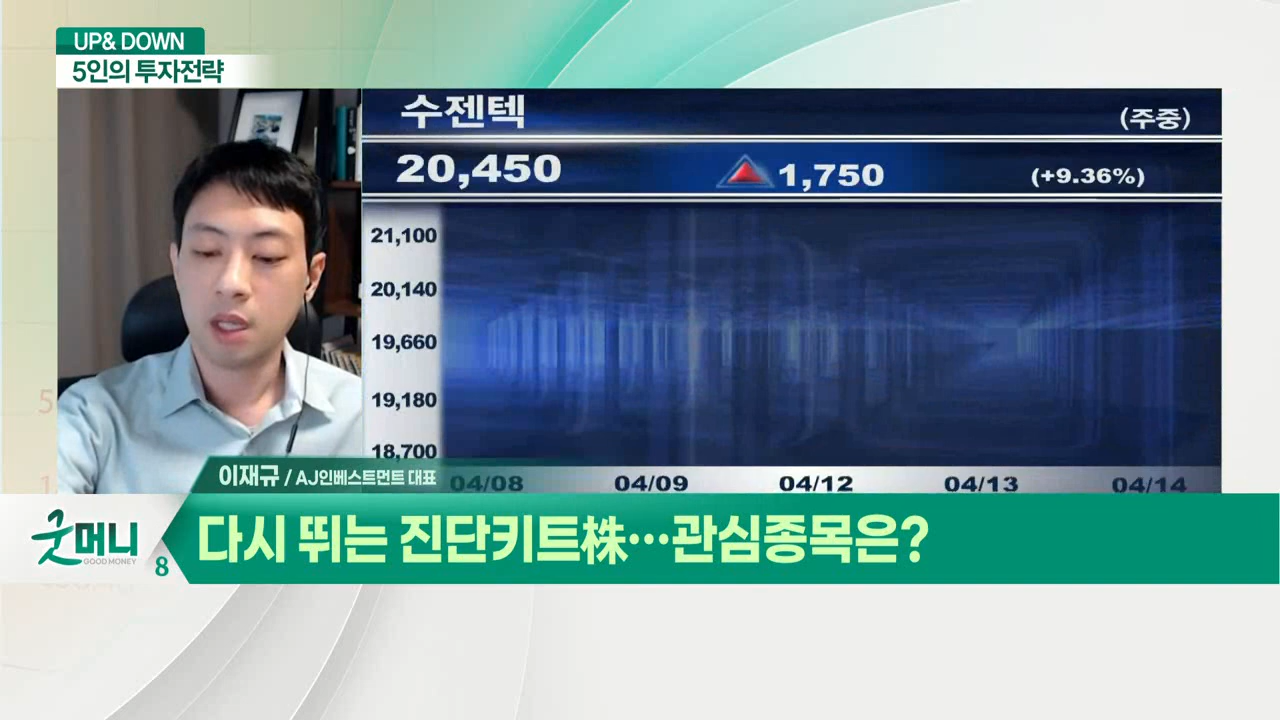 UP& DOWN
5인의 투자전략
수젠텍
(주중)
20,450
1,750
(+9.36%)
21,100
20,140
19,660
19,180
18,700
04/08
04/09
04/12
04/13
04/14
이재규 / AJ인베스트먼트 대표
굿머니
GOOD MONEY
8
다시 뛰는 진단키트株…관심종목은?